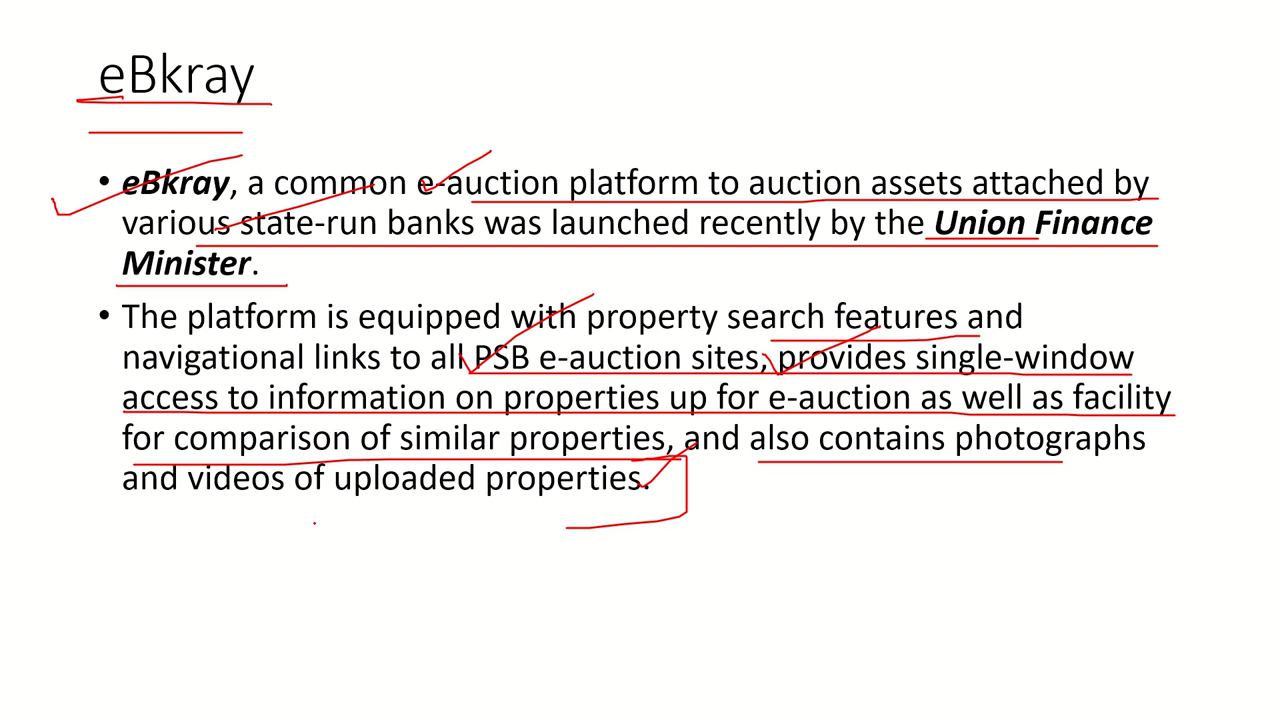 eBkray
• eBkray, a common e-auction platform to auction assets attached by
various state-run banks was launched recently by the Union Finance
Minister.
• The platform is equipped with property search features and
navigational links to all PSB e-auction sites, provides single-window
access to information on properties up for e-auction as well as facility
for comparison of similar properties, and also contains photographs
and videos of uploaded properties.